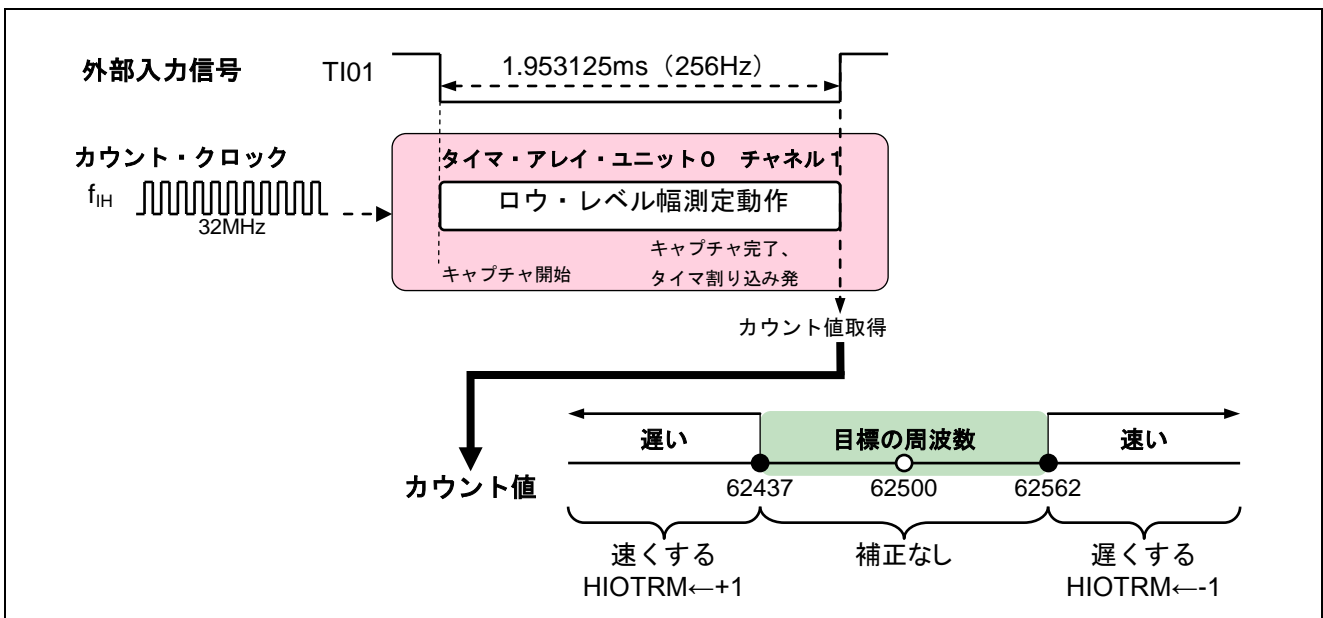 外部入力信号 TI01
1.953125ms（256Hz）
カウント・クロック
fIH
32MHz
タイマ・アレイ・ユニット0 チャネル1
ロウ・レベル幅測定動作
キャプチャ開始
キャプチャ完了、
タイマ割り込み発
カウント値取得
カウント値
遅い 目標の周波数 速い
62437 62500 62562
速くする 補正なし 遅くする
HIOTRM←+1 HIOTRM←-1